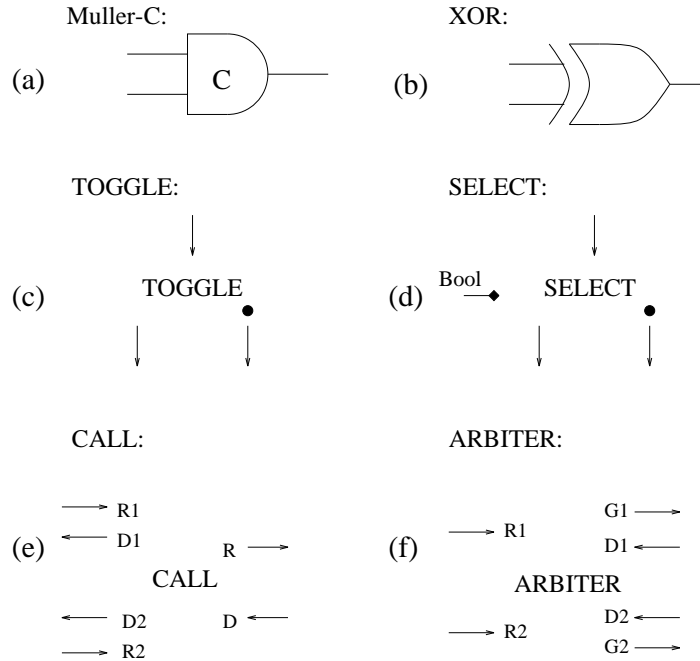 Muller-C:
XOR:
(a)
C
(b)
TOGGLE:
SELECT:
(c)
TOGGLE
(d)
Bool
SELECT
CALL:
ARBITER:
(e)
R1
D1
R
D
CALL
D2
R2
(f)
R1
G1
D1
ARBITER
R2
D2
G2